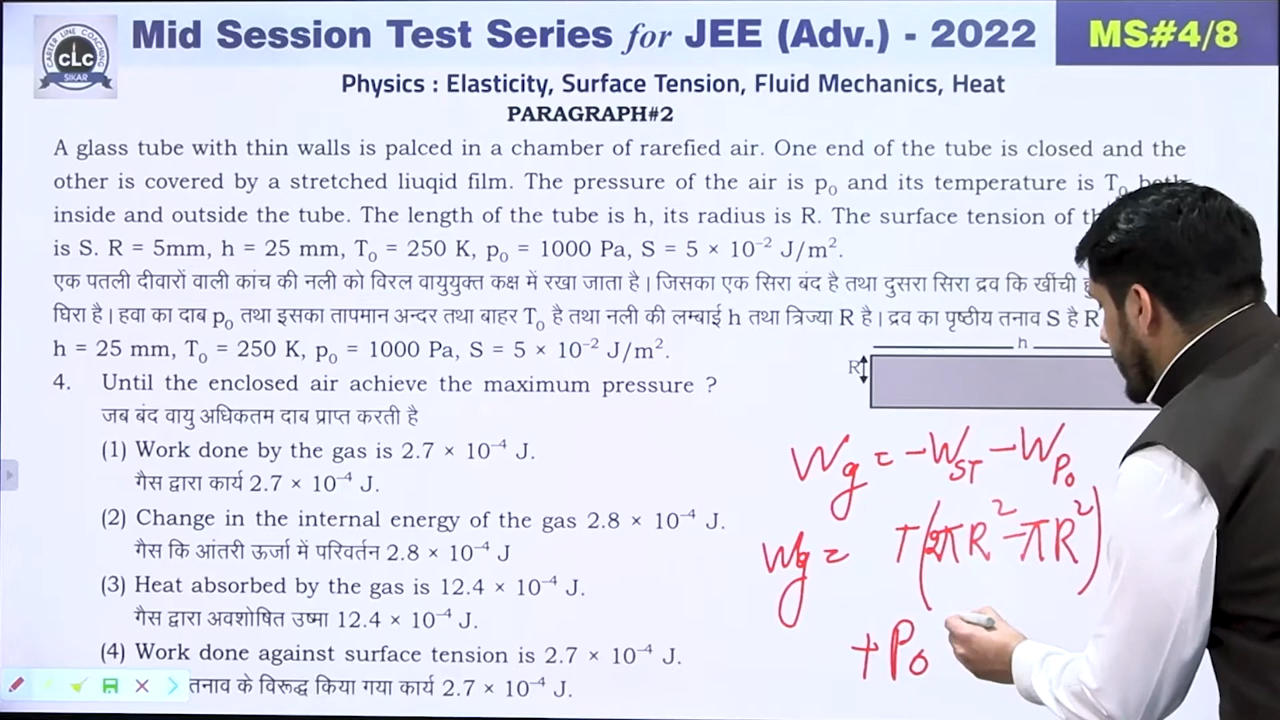 CAREER LINE COACHING
CLC
SIKAR
Mid Session Test Series for JEE (Adv.) - 2022
MS#4/8
Physics : Elasticity, Surface Tension, Fluid Mechanics, Heat
PARAGRAPH#2
A glass tube with thin walls is palced in a chamber of rarefied air. One end of the tube is closed and the
other is covered by a stretched liuqid film. The pressure of the air is p₀ and its temperature is T₀ both
inside and outside the tube. The length of the tube is h, its radius is R. The surface tension of
is S. R = 5mm, h = 25 mm, T₀ = 250 K, p₀ = 1000 Pa, S = 5 × 10⁻² J/m².
एक पतली दीवारों वाली कांच की नली को विरल वायुयुक्त कक्ष में रखा जाता है। जिसका एक सिरा बंद है तथा दुसरा सिरा द्रव कि खींची
घिरा है। हवा का दाब p₀ तथा इसका तापमान अन्दर तथा बाहर T₀ है तथा नली की लम्बाई h तथा त्रिज्या R है। द्रव का पृष्ठीय तनाव S है R
h = 25 mm, T₀ = 250 K, p₀ = 1000 Pa, S = 5 × 10⁻² J/m².
h
R
4. Until the enclosed air achieve the maximum pressure ?
जब बंद वायु अधिकतम दाब प्राप्त करती है
(1) Work done by the gas is 2.7 × 10⁻⁴ J.
गैस द्वारा कार्य 2.7 × 10⁻⁴ J.
(2) Change in the internal energy of the gas 2.8 × 10⁻⁴ J.
गैस कि आंतरी ऊर्जा में परिवर्तन 2.8 × 10⁻⁴ J
(3) Heat absorbed by the gas is 12.4 × 10⁻⁴ J.
गैस द्वारा अवशोषित उष्मा 12.4 × 10⁻⁴ J.
(4) Work done against surface tension is 2.7 × 10⁻⁴ J.
तनाव के विरूद्ध किया गया कार्य 2.7 × 10⁻⁴ J.
Wg = -W_ST - W_P₀
Wg = T(2πR² - πR²)
+P₀